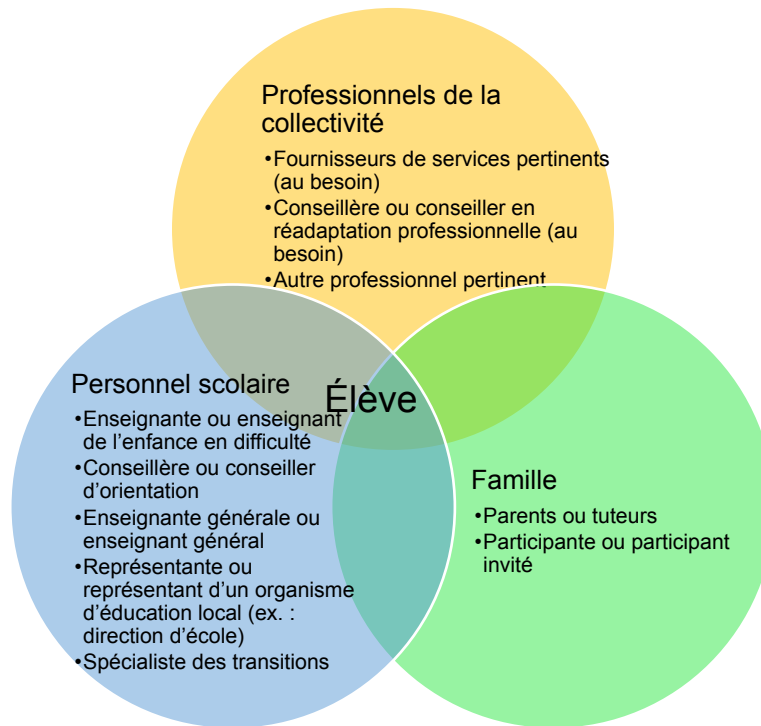 Professionnels de la
collectivité
•Fournisseurs de services pertinents
(au besoin)
•Conseillère ou conseiller en
réadaptation professionnelle (au
besoin)
•Autre professionnel pertinent
Personnel scolaire
•Enseignante ou enseignant
de l’enfance en difficulté
•Conseillère ou conseiller
d’orientation
•Enseignante générale ou
enseignant général
•Représentante ou
représentant d’un organisme
d’éducation local (ex. :
direction d’école)
•Spécialiste des transitions
Élève
Famille
•Parents ou tuteurs
•Participante ou participant
invité